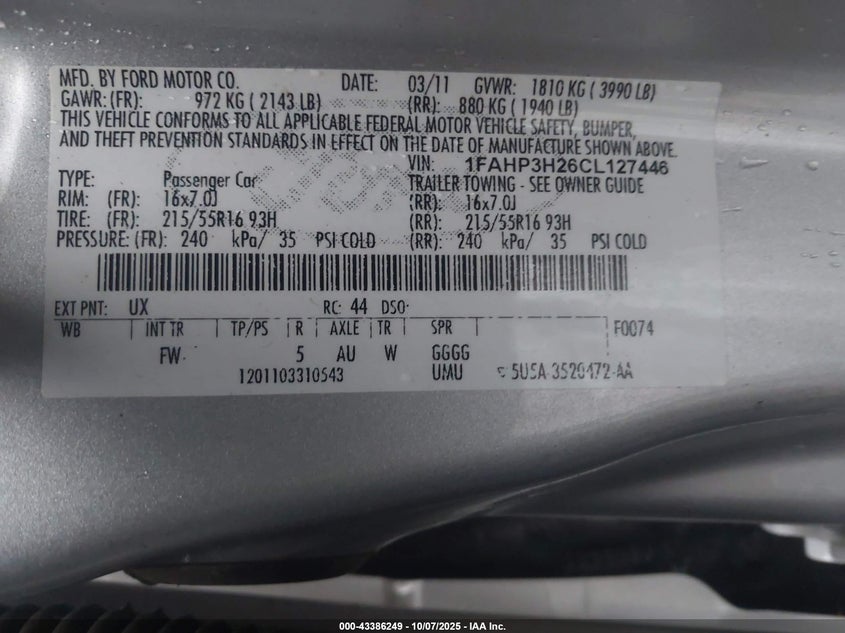 MFD. BY FORD MOTOR CO. DATE: 03/11 GVWR: 1810 KG ( 3990 LB)
GAWR: (FR): 972 KG ( 2143 LB) (RR): 880 KG ( 1940 LB)
THIS VEHICLE CONFORMS TO ALL APPLICABLE FEDERAL MOTOR VEHICLE SAFETY, BUMPER,
AND THEFT PREVENTION STANDARDS IN EFFECT ON THE DATE OF MANUFACTURE SHOWN ABOVE.
VIN: 1FAHP3H26CL127446
TYPE: Passenger Car TRAILER TOWING - SEE OWNER GUIDE
RIM: (FR): 16x7.0J (RR): 16x7.0J
TIRE: (FR): 215/55R16 93H (RR): 215/55R16 93H
PRESSURE: (FR): 240 kPa/ 35 PSI COLD (RR): 240 kPa/ 35 PSI COLD
EXT PNT: UX RC: 44 DSO:
WB INT TR TP/PS R AXLE TR SPR F0074
FW 5 AU W GGGG
1201103310543 UMU 5U5A-3520472-AA
000-43386249 - 10/07/2025 - IAA Inc.